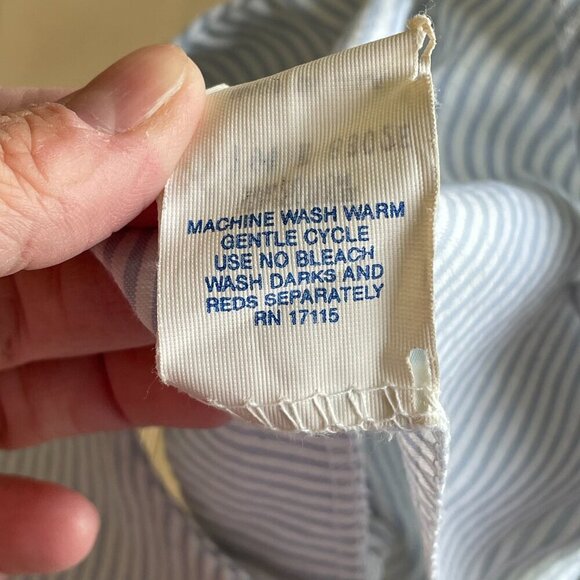 MACHINE WASH WARM
GENTLE CYCLE
USE NO BLEACH
WASH DARKS AND
REDS SEPARATELY
RN 17115